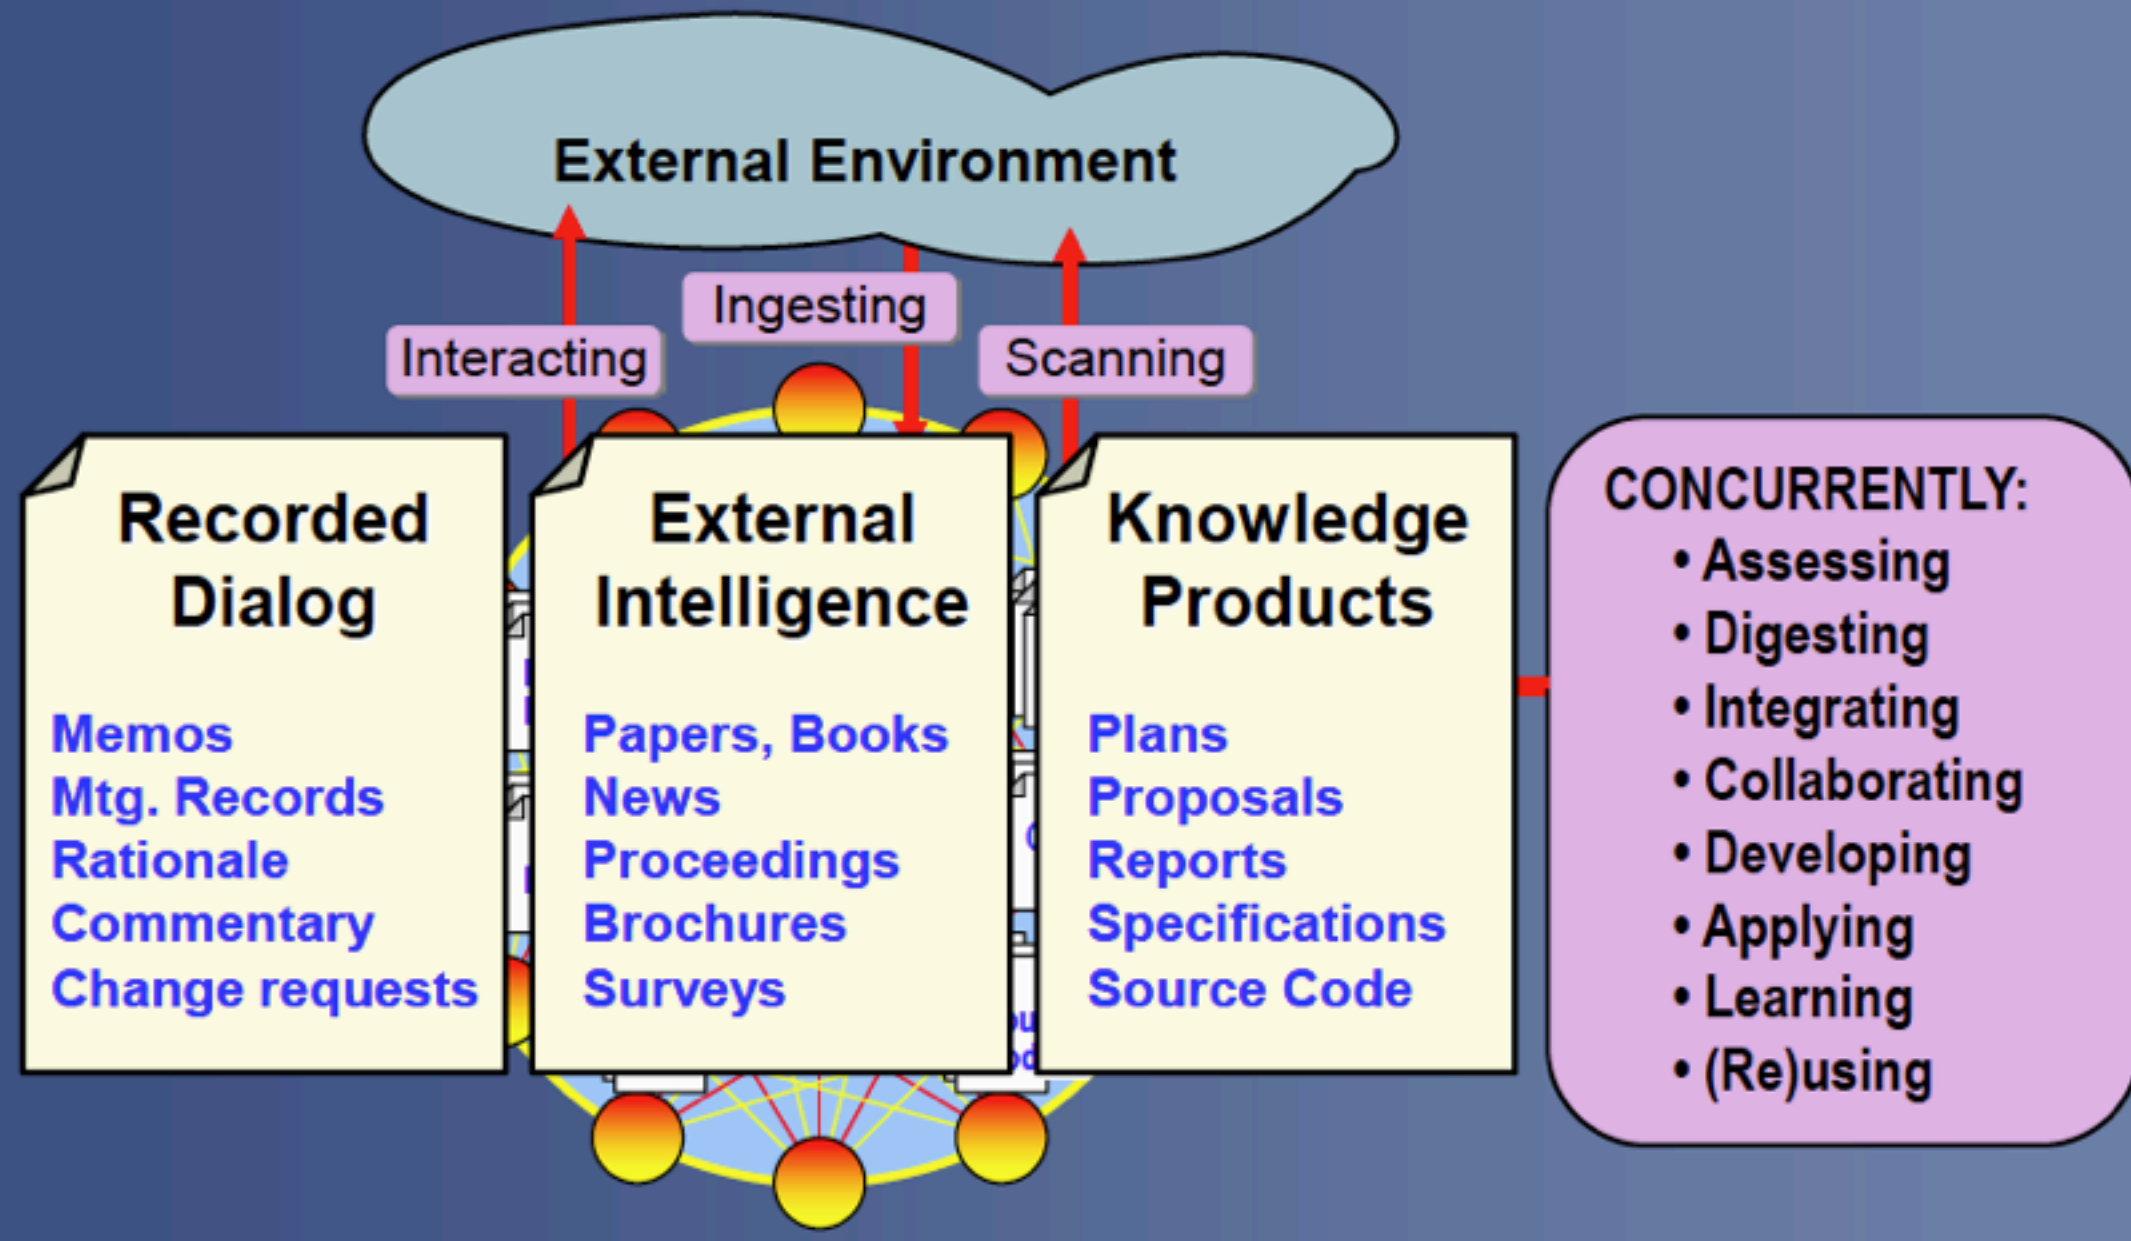 External Environment
Ingesting
Interacting
Scanning
Recorded
Dialog
Memos
Mtg. Records
Rationale
Commentary
Change requests
External
Intelligence
Papers, Books
News
Proceedings
Brochures
Surveys
Knowledge
Products
Plans
Proposals
Reports
Specifications
Source Code
CONCURRENTLY:
• Assessing
• Digesting
• Integrating
• Collaborating
• Developing
• Applying
• Learning
• (Re)using